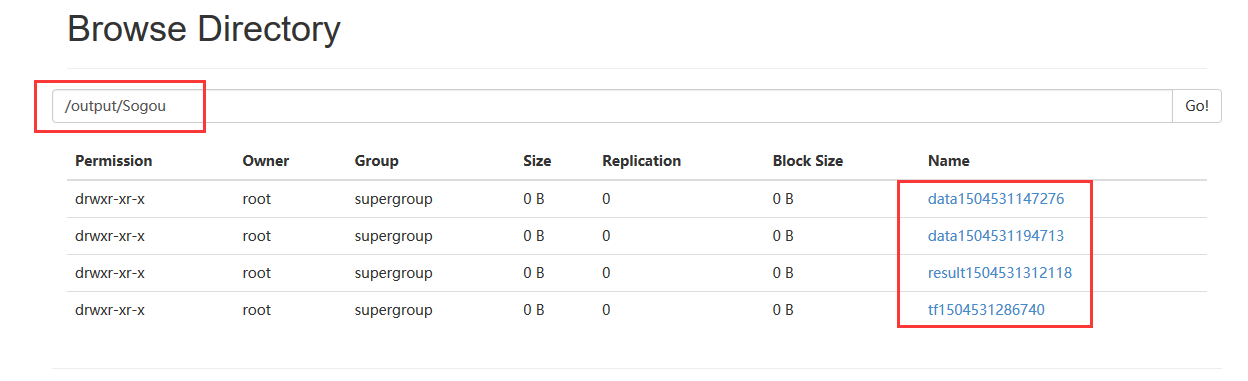 Browse Directory
/output/Sogou Go!
Permission Owner Group Size Replication Block Size Name
drwxr-xr-x root supergroup 0 B 0 0 B data1504531147276
drwxr-xr-x root supergroup 0 B 0 0 B data1504531194713
drwxr-xr-x root supergroup 0 B 0 0 B result1504531312118
drwxr-xr-x root supergroup 0 B 0 0 B tf1504531286740